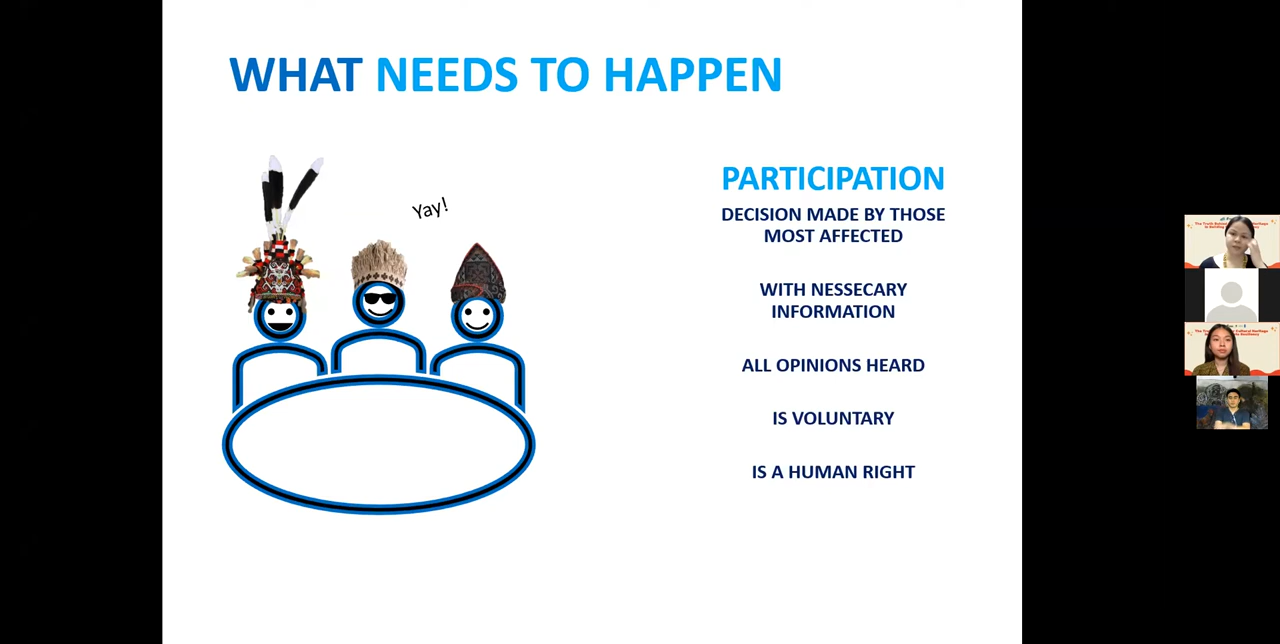 WHAT NEEDS TO HAPPEN
Yay!
PARTICIPATION
DECISION MADE BY THOSE
MOST AFFECTED
WITH NESSECARY
INFORMATION
ALL OPINIONS HEARD
IS VOLUNTARY
IS A HUMAN RIGHT